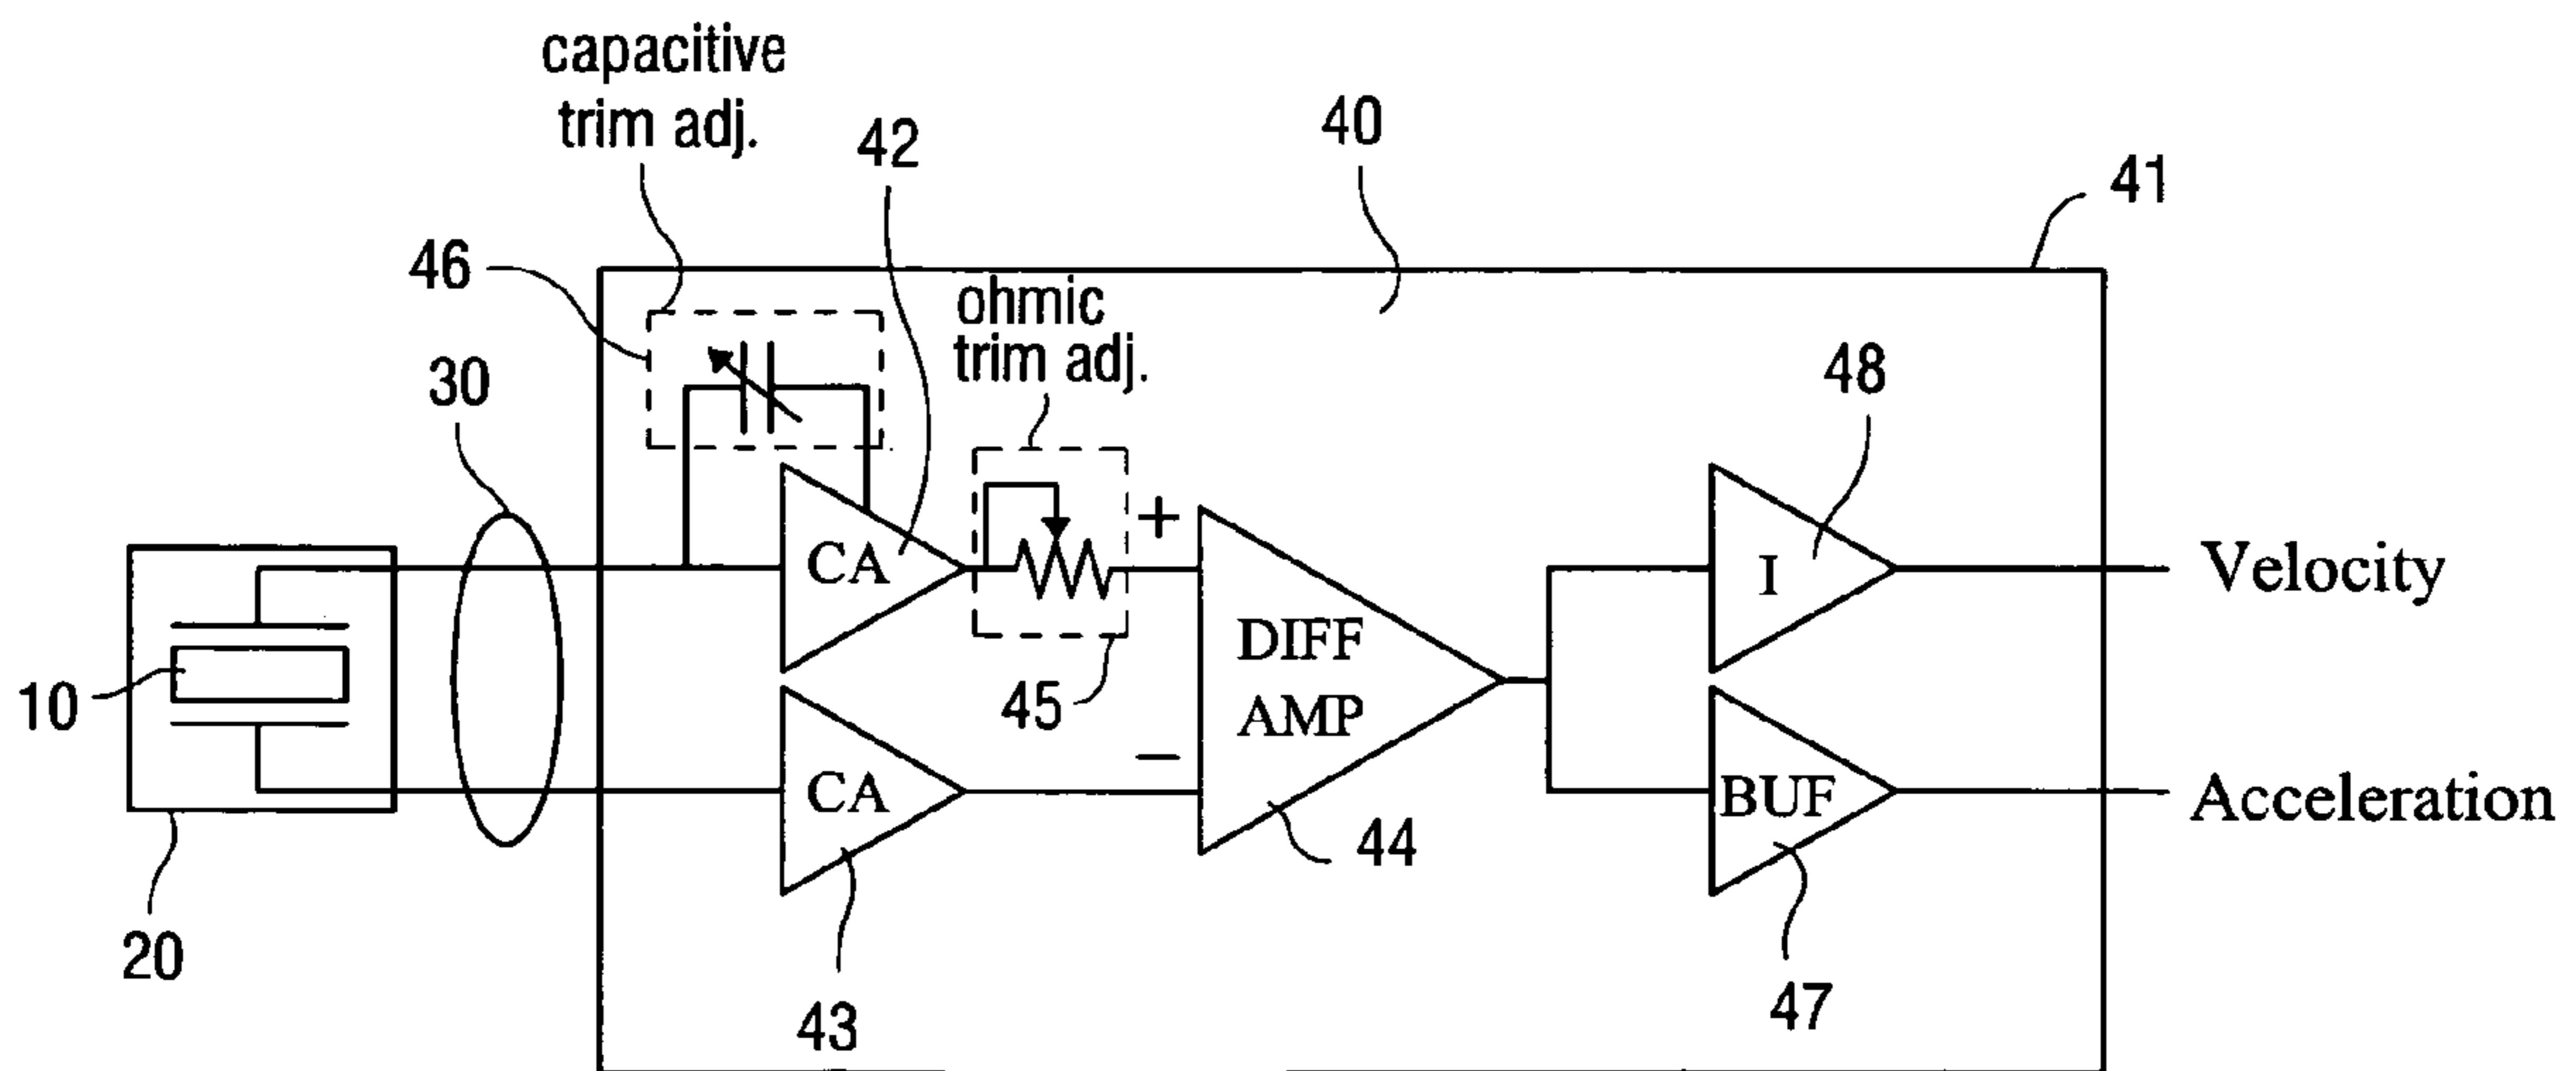 capacitive
trim adj.
42
40
41
46
ohmic
trim adj.
30
48
CA
+
I
Velocity
10
DIFF
AMP
45
CA
−
BUF
Acceleration
44
20
43
47